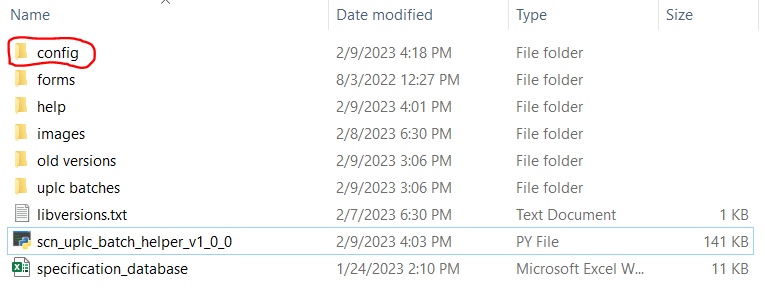 Name Date modified Type Size
config 2/9/2023 4:18 PM File folder
forms 8/3/2022 12:27 PM File folder
help 2/9/2023 4:01 PM File folder
images 2/8/2023 6:30 PM File folder
old versions 2/9/2023 3:06 PM File folder
uplc batches 2/9/2023 3:06 PM File folder
libversions.txt 2/7/2023 6:30 PM Text Document 1 KB
scn_uplc_batch_helper_v1_0_0 2/9/2023 4:03 PM PY File 141 KB
specification_database 1/24/2023 2:10 PM Microsoft Excel W... 11 KB